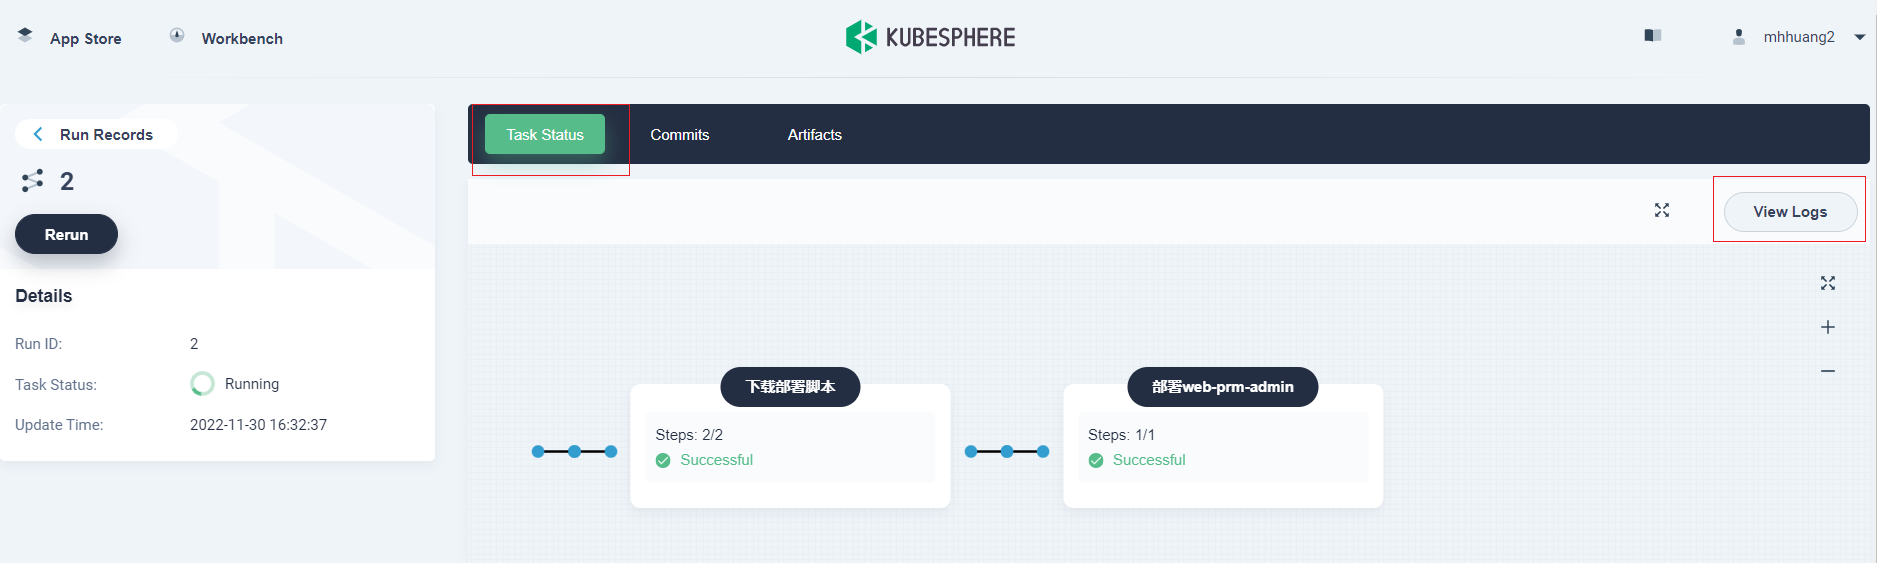 App Store
Workbench
KUBESPHERE
mhhuang2
Run Records
2
Rerun
Details
Run ID:
2
Task Status:
Running
Update Time:
2022-11-30 16:32:37
Task Status
Commits
Artifacts
View Logs
下载部署脚本
Steps: 2/2
Successful
部署web-prm-admin
Steps: 1/1
Successful